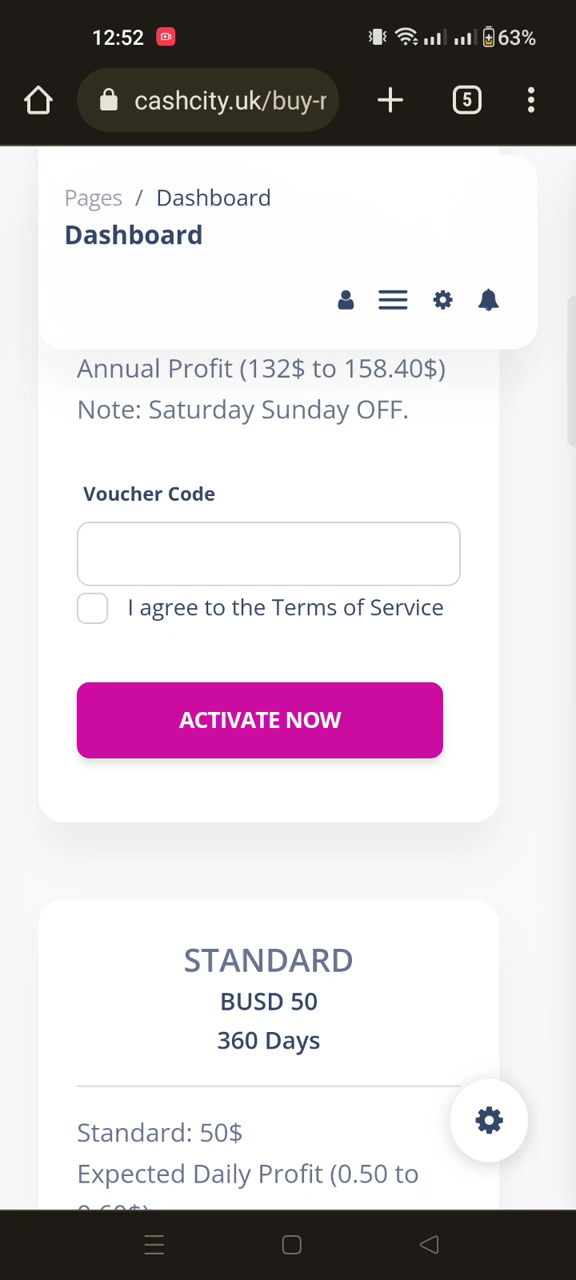 12:52
63%
cashcity.uk/buy-r
5
Pages / Dashboard
Dashboard
Annual Profit (132$ to 158.40$)
Note: Saturday Sunday OFF.
Voucher Code
I agree to the Terms of Service
ACTIVATE NOW
STANDARD
BUSD 50
360 Days
Standard: 50$
Expected Daily Profit (0.50 to